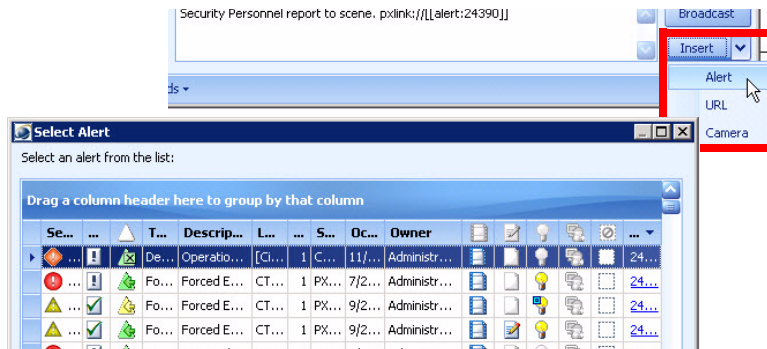 Security Personnel report to scene. pxlink://[[alert:24390]]
Broadcast
Insert
Alert
URL
Camera
ds
Select Alert
Select an alert from the list:
Drag a column header here to group by that column
Se... ... T... Descrip... L... ... S... Oc... Owner ...
... De... Operatio... [Ci... 1 C... 11/... Administr... 24...
... Fo... Forced E... CT... 1 PX... 7/2... Administr... 24...
... Fo... Forced E... CT... 1 PX... 9/2... Administr... 24...
... Fo... Forced E... CT... 1 PX... 9/2... Administr... 24...